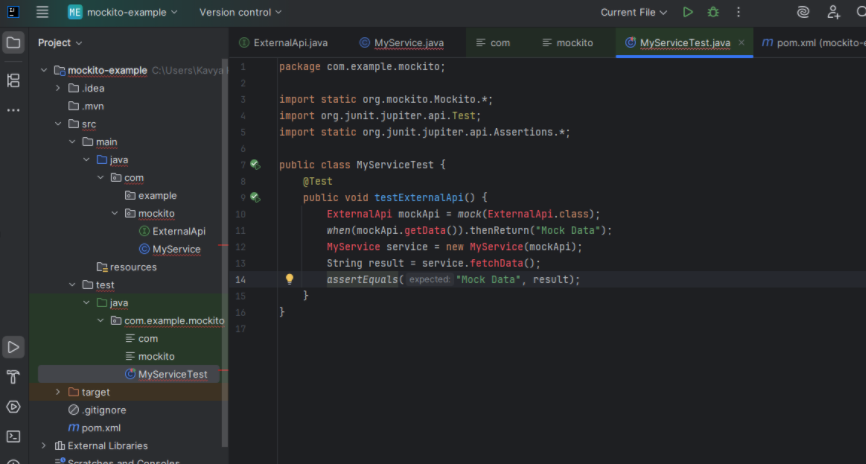 ME mockito-example Version control Current File
Project
ExternalApi.java MyService.java com mockito MyServiceTest.java pom.xml (mockito-e
mockito-example C:\Users\Kavya
.idea
.mvn
src
main
java
com
example
mockito
ExternalApi
MyService
resources
test
java
com.example.mockito
com
mockito
MyServiceTest
target
.gitignore
pom.xml
External Libraries
Scratches and Consoles
1 package com.example.mockito;
2
3 import static org.mockito.Mockito.*;
4 import org.junit.jupiter.api.Test;
5 import static org.junit.jupiter.api.Assertions.*;
6
7 public class MyServiceTest {
8 @Test
9 public void testExternalApi() {
10 ExternalApi mockApi = mock(ExternalApi.class);
11 when(mockApi.getData()).thenReturn("Mock Data");
12 MyService service = new MyService(mockApi);
13 String result = service.fetchData();
14 assertEquals( expected: "Mock Data", result);
15 }
16 }
17